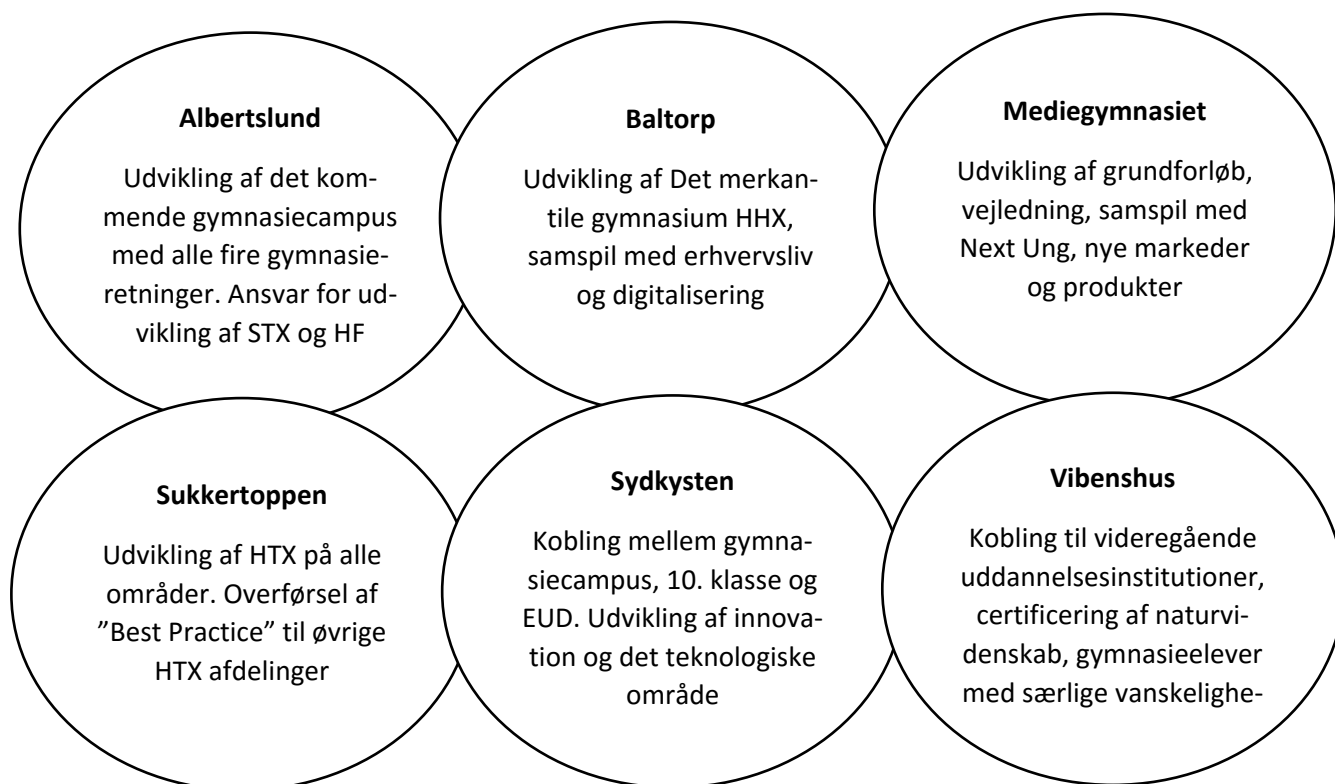 Albertslund
Udvikling af det kom-
mende gymnasiecampus
med alle fire gymnasie-
retninger. Ansvar for ud-
vikling af STX og HF
Baltorp
Udvikling af Det merkan-
tile gymnasium HHX,
samspil med erhvervsliv
og digitalisering
Mediegymnasiet
Udvikling af grundforløb,
vejledning, samspil med
Next Ung, nye markeder
og produkter
Sukkertoppen
Udvikling af HTX på alle
områder. Overførsel af
”Best Practice” til øvrige
HTX afdelinger
Sydkysten
Kobling mellem gymna-
siecampus, 10. klasse og
EUD. Udvikling af innova-
tion og det teknologiske
område
Vibenshus
Kobling til videregående
uddannelsesinstitutioner,
certificering af naturvi-
denskab, gymnasieelever
med særlige vanskelighe-